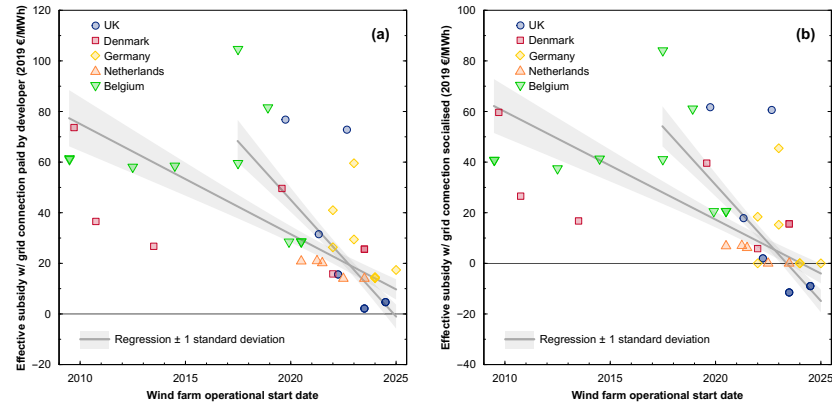 (a)
UK
Denmark
Germany
Netherlands
Belgium
Regression ± 1 standard deviation
120
100
80
60
40
20
0
−20
2010
2015
2020
2025
Effective subsidy w/ grid connection paid by developer (2019 €/MWh)
Wind farm operational start date
(b)
UK
Denmark
Germany
Netherlands
Belgium
Regression ± 1 standard deviation
100
80
60
40
20
0
−20
−40
2010
2015
2020
2025
Effective subsidy w/ grid connection socialised (2019 €/MWh)
Wind farm operational start date